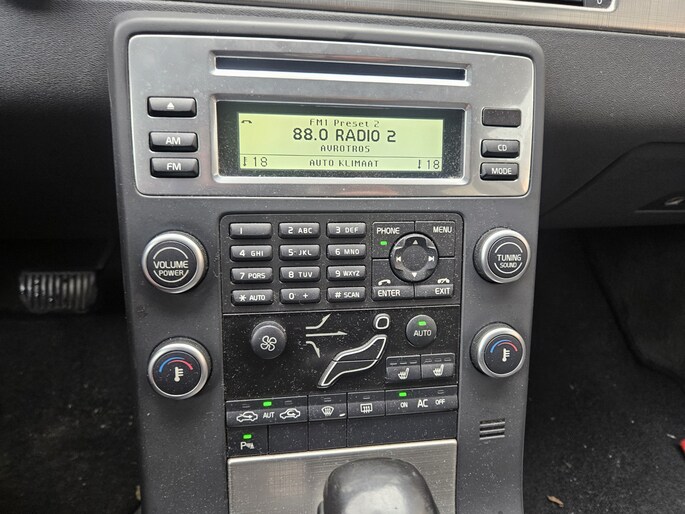 FM1 Preset 2
88.0 RADIO 2
AVROTROS
18 AUTO KLIMAAT 18
AM
FM
CD
MODE
VOLUME
POWER
1
2 ABC
3 DEF
4 GHI
5 JKL
6 MNO
7 PQRS
8 TUV
9 WXYZ
* AUTO
0 +
# SCAN
PHONE
MENU
ENTER
EXIT
TUNING
SOUND
AUTO
AUT
ON AC OFF
P